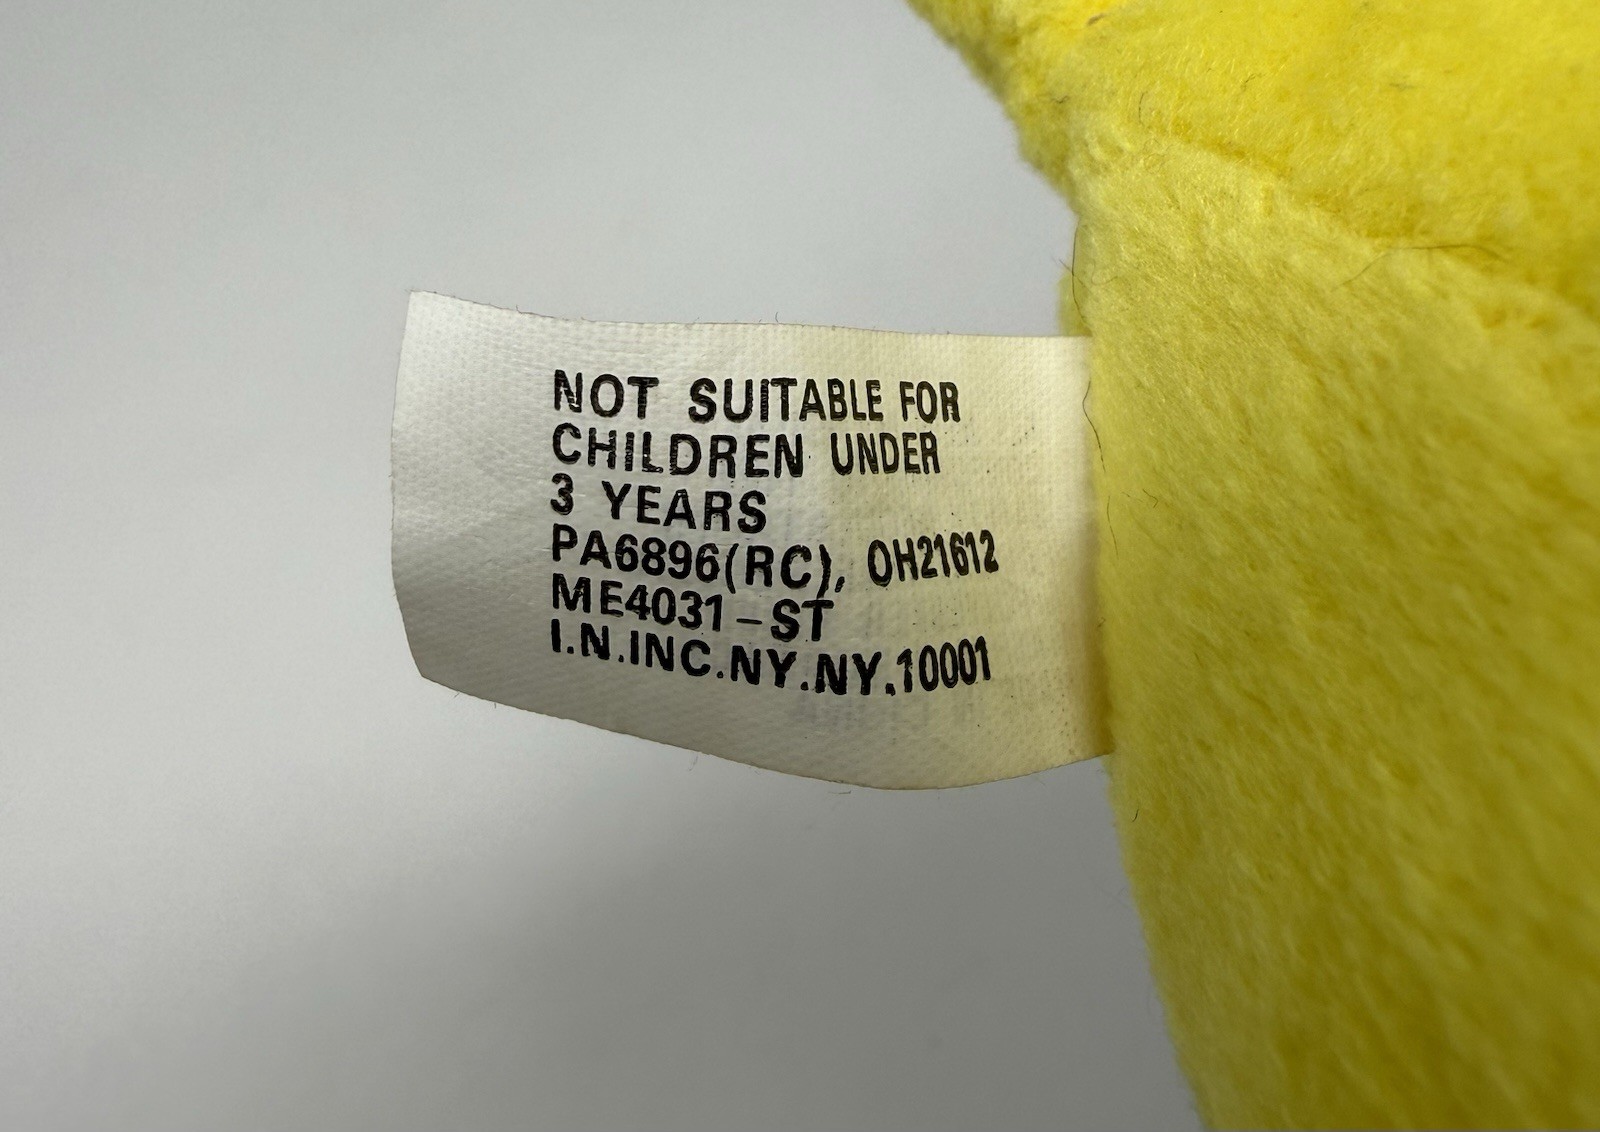 NOT SUITABLE FOR
CHILDREN UNDER
3 YEARS
PA6896(RC), OH21612
ME4031-ST
I.N.INC.NY.NY.10001